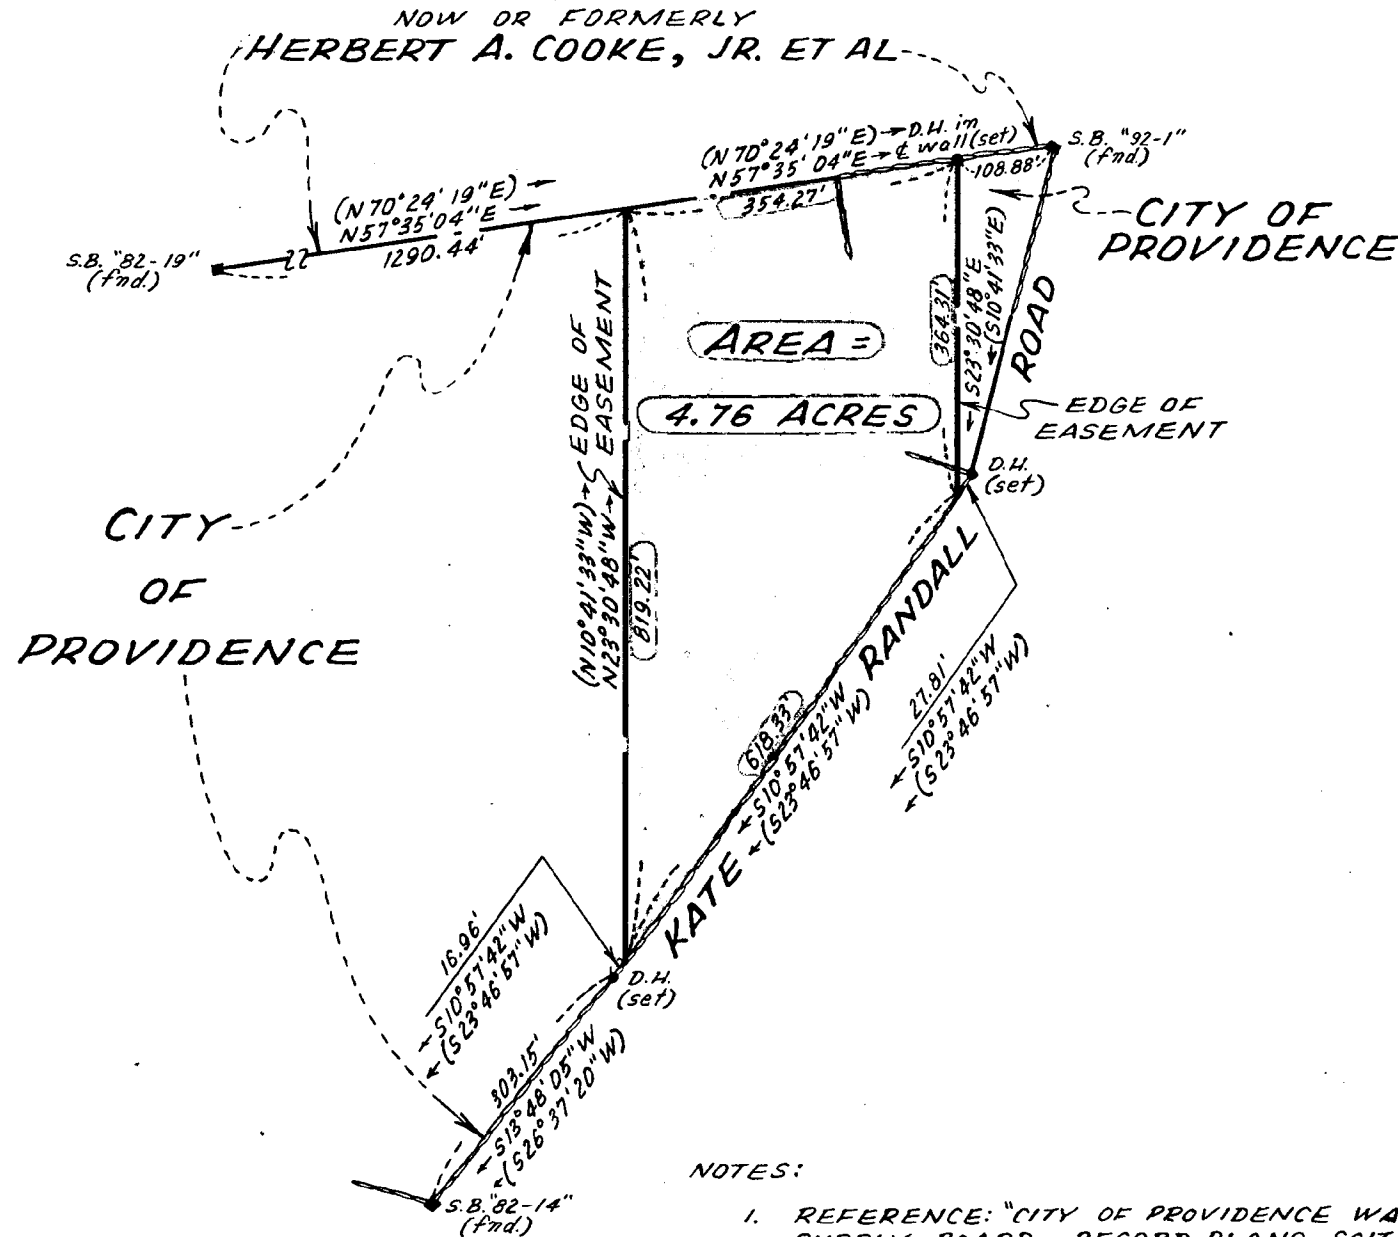 NOW OR FORMERLY
HERBERT A. COOKE, JR. ET AL
(N 70° 24' 19" E) → D.H. in
N 57° 35' 04" E → ℄ wall (set)
354.27'
108.88'
S.B. "92-1"
(fnd.)
(N 70° 24' 19" E) →
N 57° 35' 04" E →
1290.44'
S.B. "82-19"
(fnd.)
CITY OF
PROVIDENCE
AREA =
4.76 ACRES
364.31'
← S23° 30' 48" E
← (S10° 41' 33" E)
ROAD
EDGE OF
EASEMENT
D.H.
(set)
(N10° 41' 33" W) → EDGE OF
N23° 30' 48" W → EASEMENT
819.22'
CITY
OF
PROVIDENCE
RANDALL
618.33'
← S10° 57' 42" W
← (S23° 46' 57" W)
27.81'
← S10° 57' 42" W
← (S23° 46' 57" W)
KATE
16.96'
← S10° 57' 42" W
← (S23° 46' 57" W)
D.H.
(set)
303.15'
← S13° 48' 05" W
← (S26° 37' 20" W)
S.B. "82-14"
(fnd.)
NOTES:
1. REFERENCE: "CITY OF PROVIDENCE WA